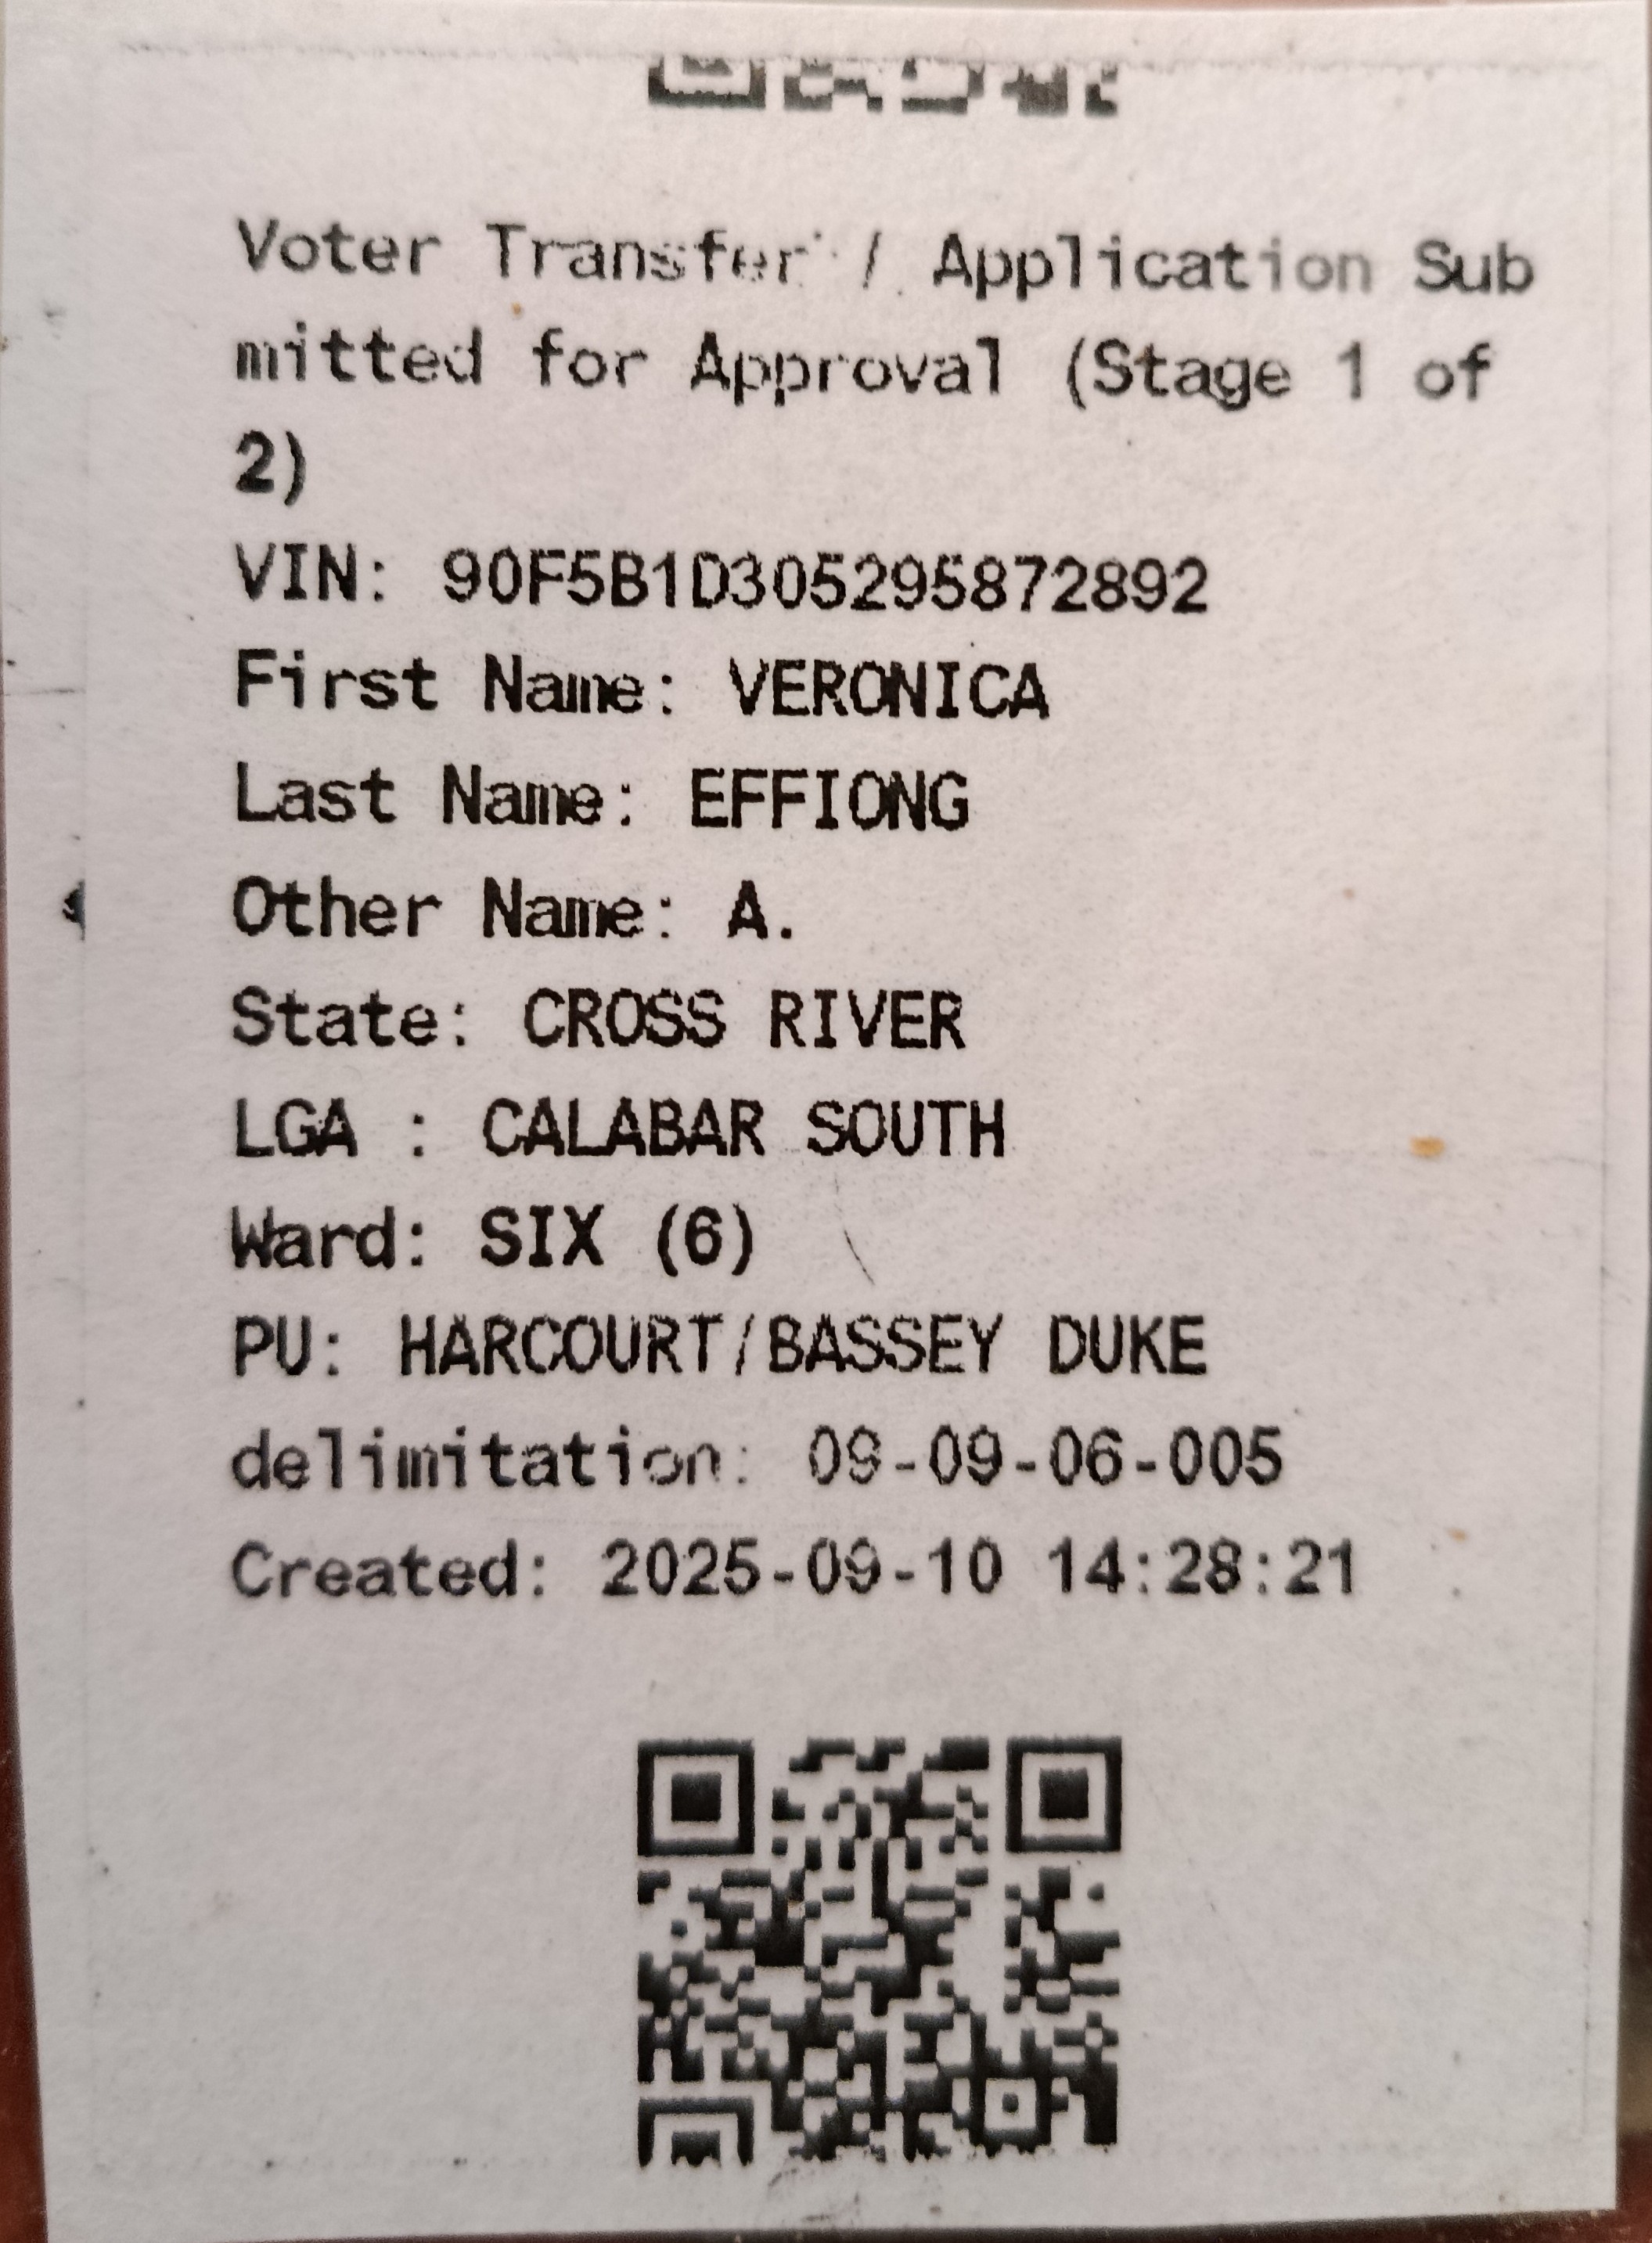 Voter Transfer / Application Sub
mitted for Approval (Stage 1 of
2)
VIN: 90F5B1D305295872892
First Name: VERONICA
Last Name: EFFIONG
Other Name: A.
State: CROSS RIVER
LGA : CALABAR SOUTH
Ward: SIX (6)
PU: HARCOURT/BASSEY DUKE
delimitation: 09-09-06-005
Created: 2025-09-10 14:28:21